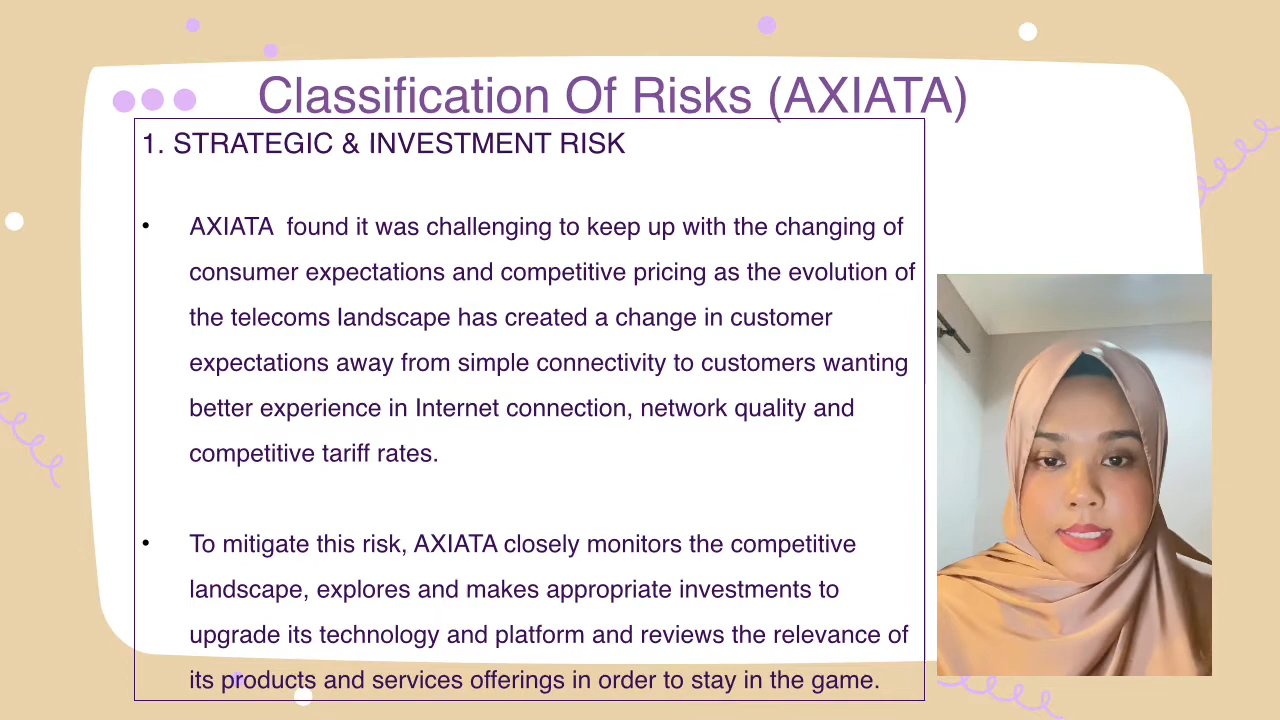 Classification Of Risks (AXIATA)
1. STRATEGIC & INVESTMENT RISK
• AXIATA  found it was challenging to keep up with the changing of
consumer expectations and competitive pricing as the evolution of
the telecoms landscape has created a change in customer
expectations away from simple connectivity to customers wanting
better experience in Internet connection, network quality and
competitive tariff rates.
• To mitigate this risk, AXIATA closely monitors the competitive
landscape, explores and makes appropriate investments to
upgrade its technology and platform and reviews the relevance of
its products and services offerings in order to stay in the game.